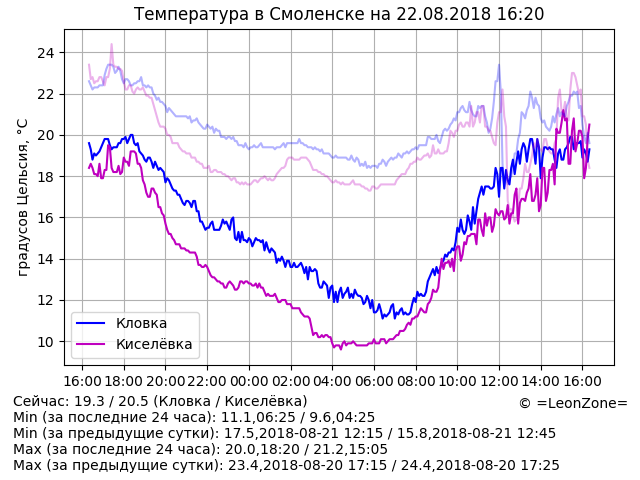 Температура в Смоленске на 22.08.2018 16:20
градусов Цельсия, °C
24
22
20
18
16
14
12
10
Кловка
Киселёвка
16:00 18:00 20:00 22:00 00:00 02:00 04:00 06:00 08:00 10:00 12:00 14:00 16:00
Сейчас: 19.3 / 20.5 (Кловка / Киселёвка)
© =LeonZone=
Min (за последние 24 часа): 11.1,06:25 / 9.6,04:25
Min (за предыдущие сутки): 17.5,2018-08-21 12:15 / 15.8,2018-08-21 12:45
Max (за последние 24 часа): 20.0,18:20 / 21.2,15:05
Max (за предыдущие сутки): 23.4,2018-08-20 17:15 / 24.4,2018-08-20 17:25